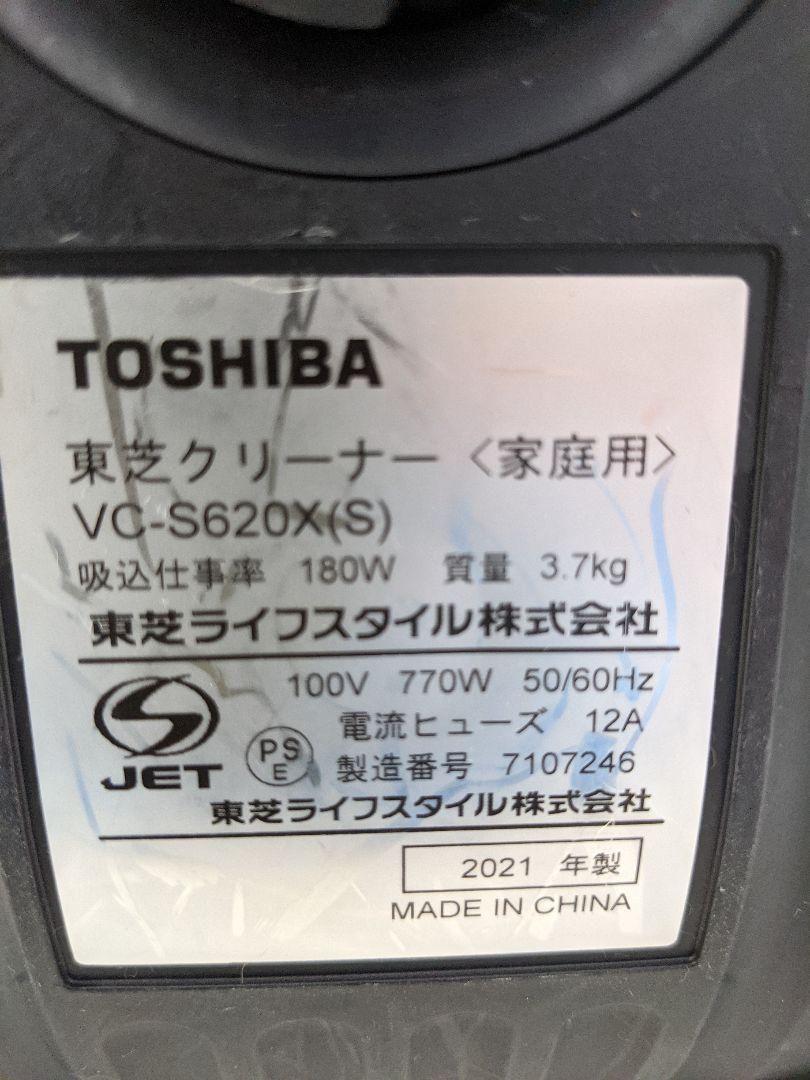 TOSHIBA
東芝クリーナー〈家庭用〉
VC-S620X(S)
吸込仕事率 180W 質量 3.7kg
東芝ライフスタイル株式会社
100V 770W 50/60Hz
電流ヒューズ 12A
JET
PS
E
製造番号 7107246
東芝ライフスタイル株式会社
2021 年製
MADE IN CHINA